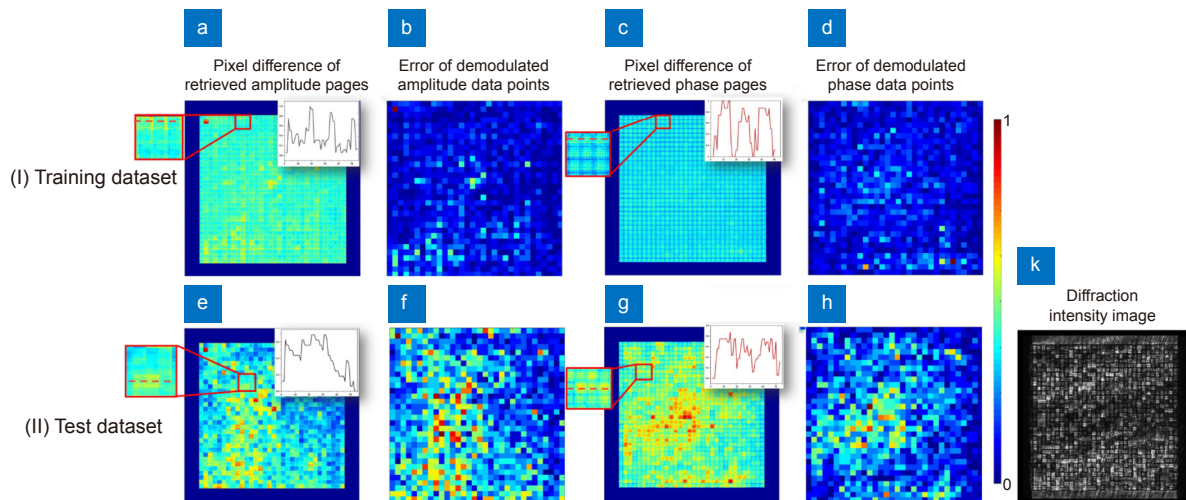 a
b
c
d
Pixel difference of
retrieved amplitude pages
Error of demodulated
amplitude data points
Pixel difference of
retrieved phase pages
Error of demodulated
phase data points
1
(I) Training dataset
k
Diffraction
intensity image
e
f
g
h
(II) Test dataset
0